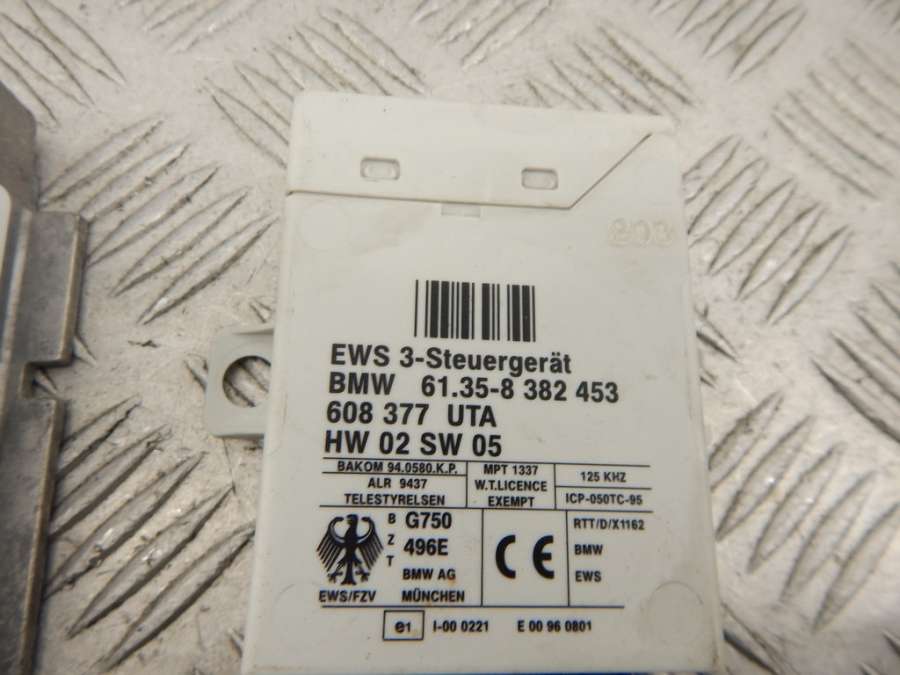 EWS 3-Steuergerät
BMW 61.35-8 382 453
608 377 UTA
HW 02 SW 05
BAKOM 94.0580.K.P.
ALR 9437
TELESTYRELSEN
MPT 1337
W.T.LICENCE
EXEMPT
125 KHZ
ICP-050TC-95
BZT
G750
496E
BMW AG
EWS/FZV MÜNCHEN
CE
RTT/D/X1162
BMW
EWS
e1 I-00 0221 E 00 96 0801